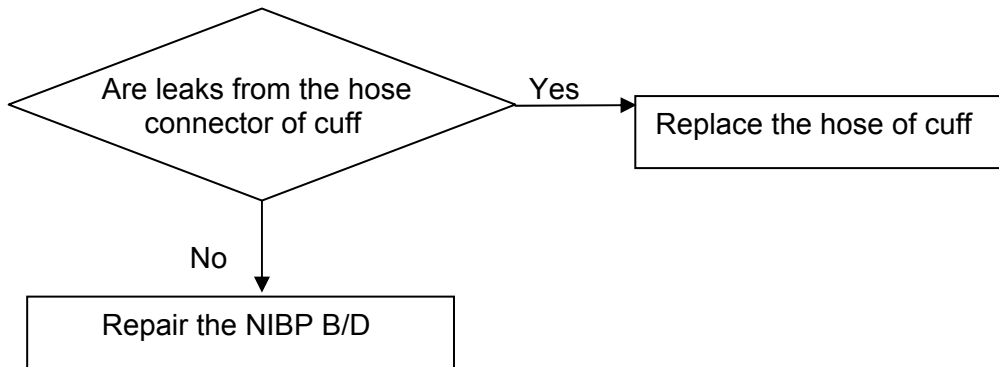 Are leaks from the hose
connector of cuff
Yes
Replace the hose of cuff
No
Repair the NIBP B/D